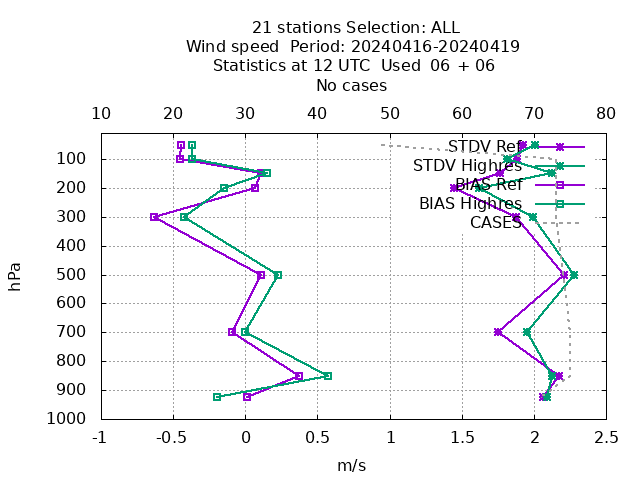 21 stations Selection: ALL
Wind speed  Period: 20240416-20240419
Statistics at 12 UTC  Used  06 + 06
No cases
10 20 30 40 50 60 70 80
STDV Ref
STDV Highres
BIAS Ref
BIAS Highres
CASES
100
200
300
400
500
600
700
800
900
1000
hPa
-1 -0.5 0 0.5 1 1.5 2 2.5
m/s